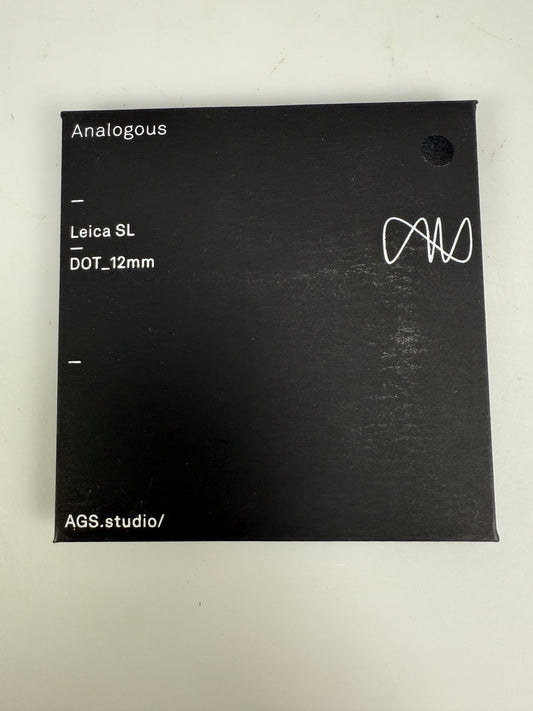 Analogous
Leica SL
DOT_12mm
AGS.studio/